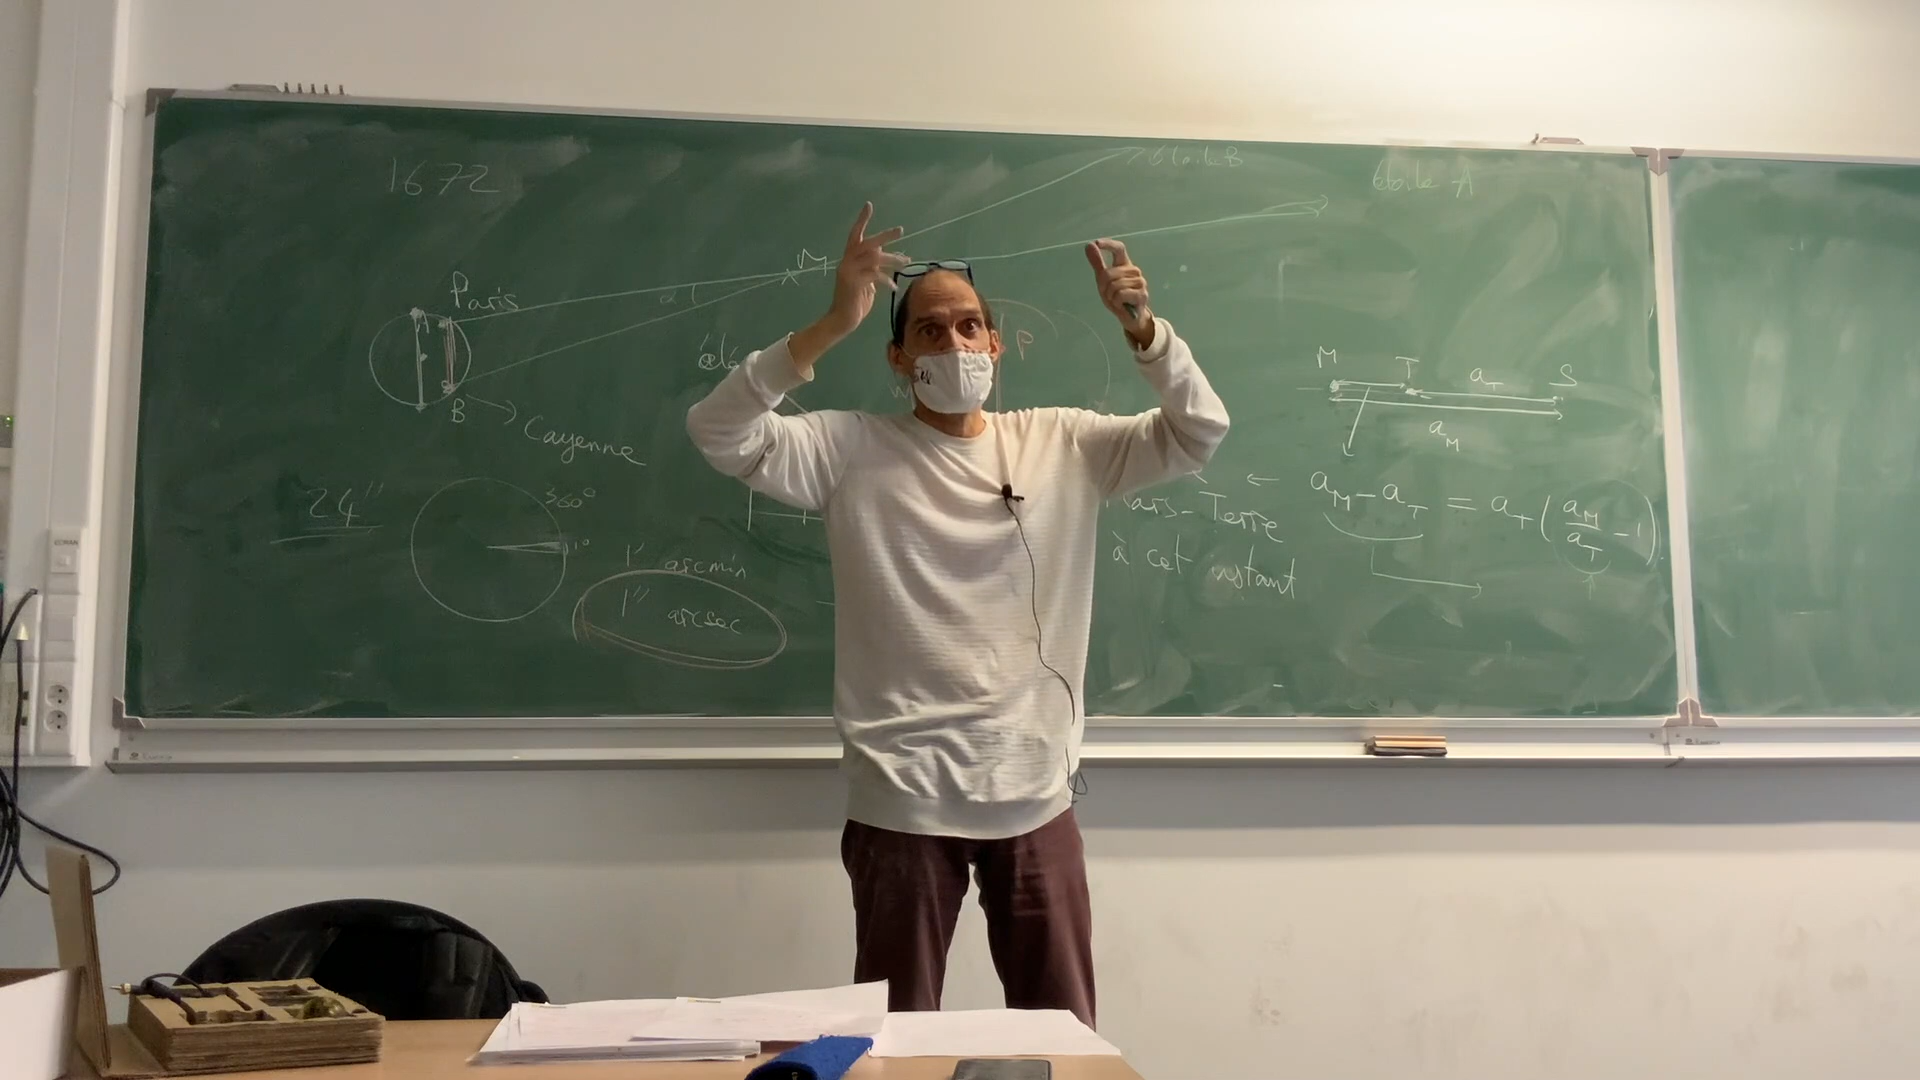 1672
étoile B
étoile A
Paris
M
α
A
B
Cayenne
P
M T a_T S
a_M
24"
360°
1°
1' arcmin
1" arcsec
Mars-Terre
à cet instant
← a_M - a_T = a_T (a_M/a_T - 1)